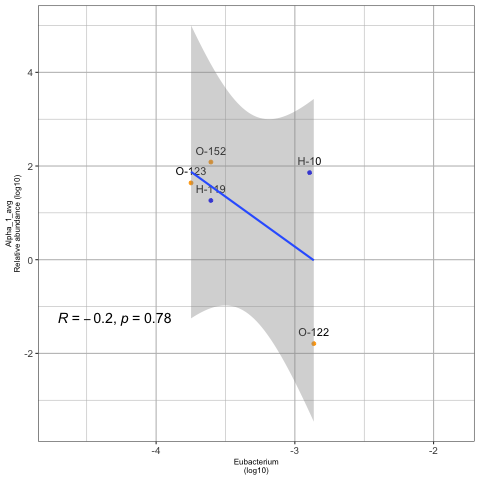 4
2
0
-2
O-152
H-10
O-123
H-119
O-122
R = −0.2, p = 0.78
Alpha_1_avg
Relative abundance (log10)
-4
-3
-2
Eubacterium
(log10)